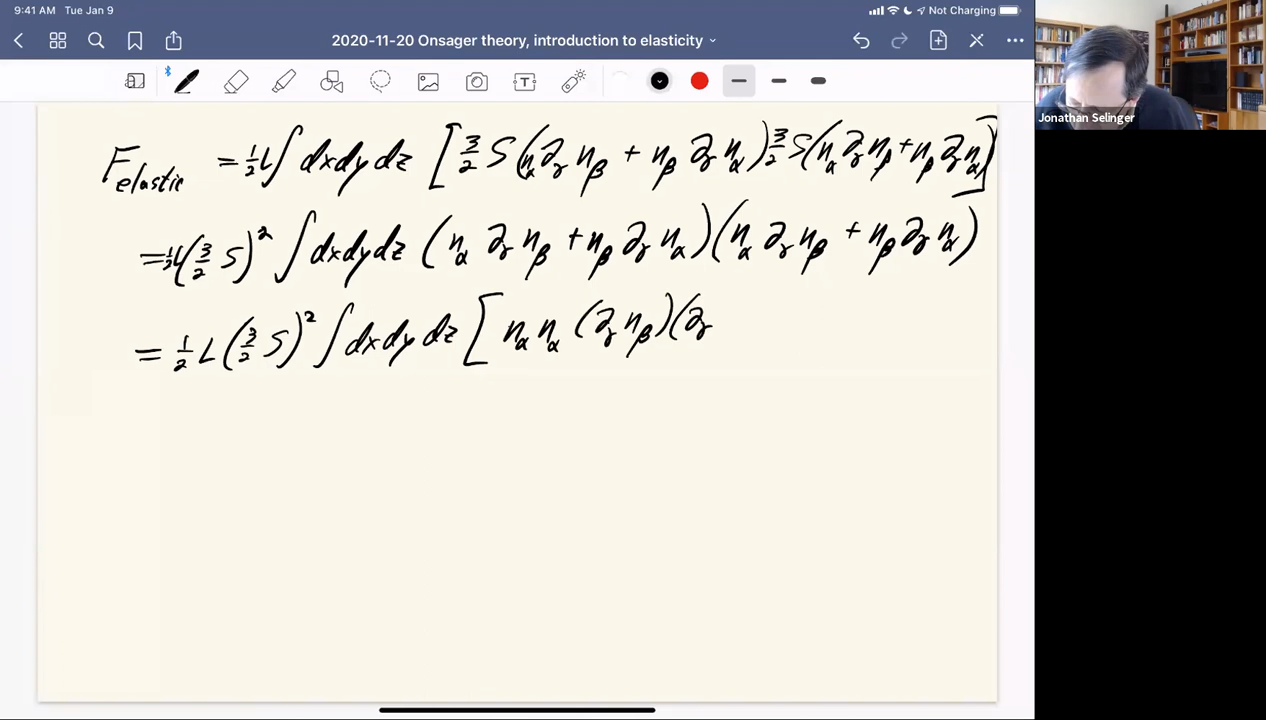 9:41 AM Tue Jan 9
Not Charging
2020-11-20 Onsager theory, introduction to elasticity
Jonathan Selinger
F_elastic = ½L∫dxdydz [3/2 S(n_α ∂_γ n_β + n_β ∂_γ n_α) 3/2 S(n_α ∂_γ n_β + n_β ∂_γ n_α)]
= ½L(3/2 S)² ∫dxdydz (n_α ∂_γ n_β + n_β ∂_γ n_α)(n_α ∂_γ n_β + n_β ∂_γ n_α)
= ½ L (3/2 S)² ∫dxdydz [n_α n_α (∂_γ n_β)(∂_γ